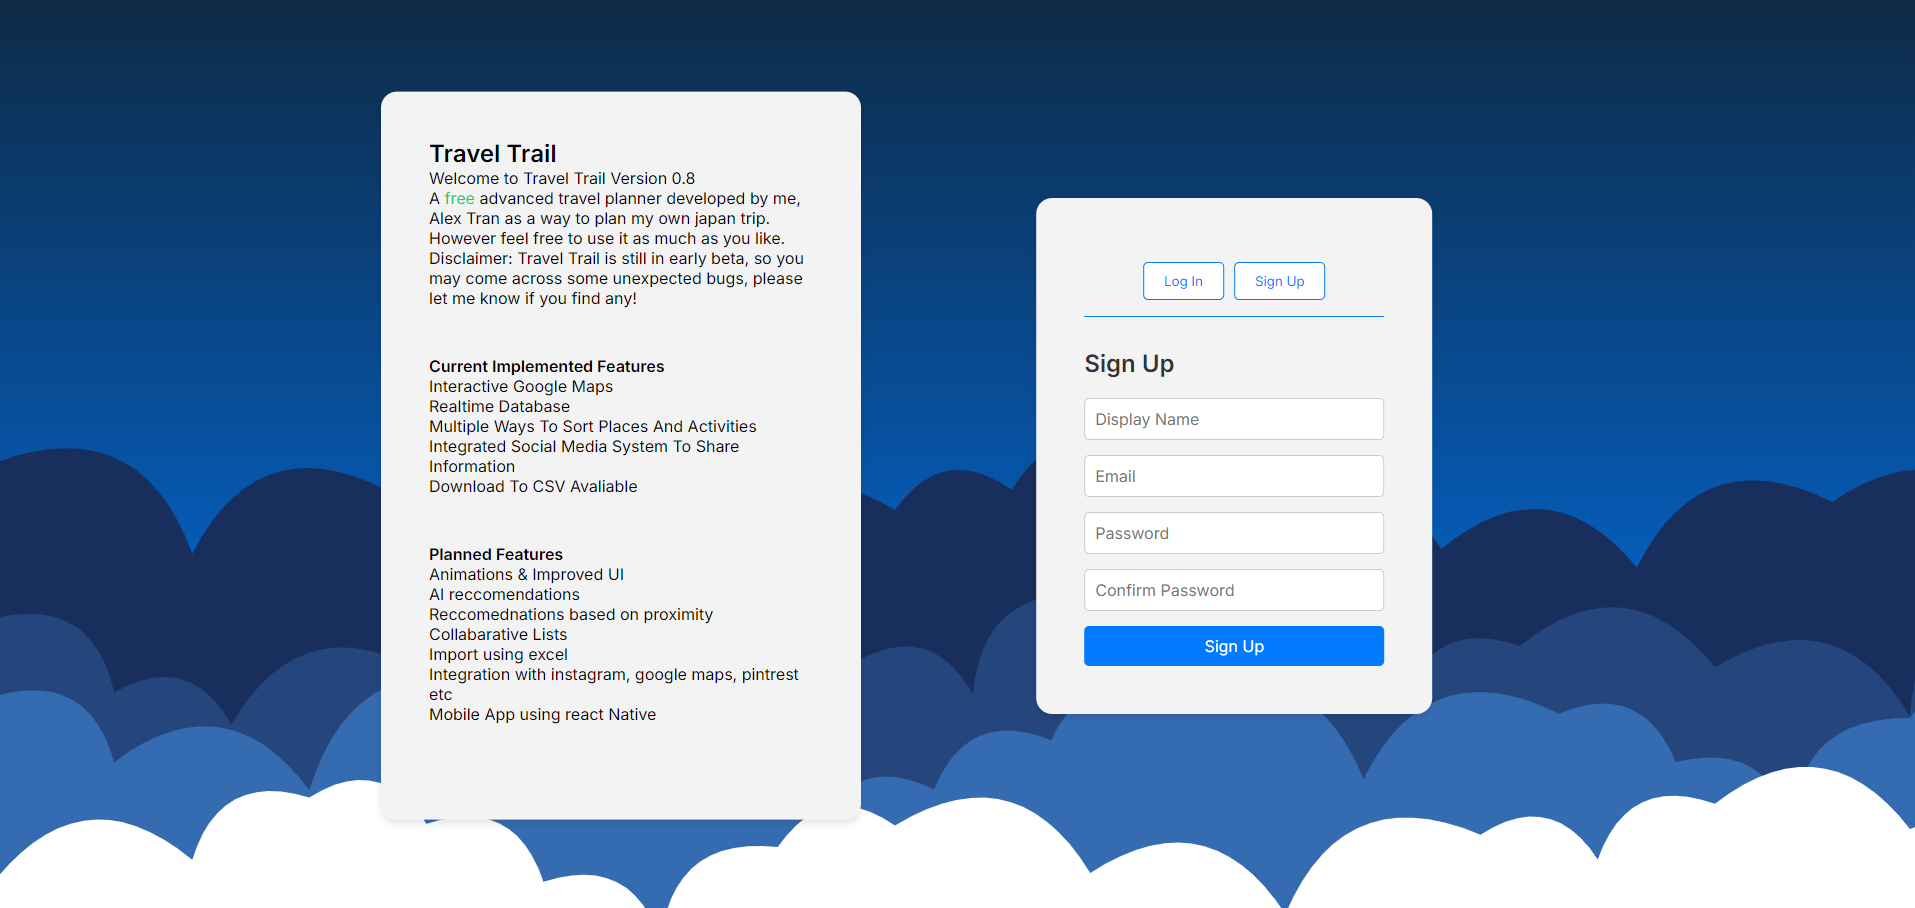 Travel Trail
Welcome to Travel Trail Version 0.8
A free advanced travel planner developed by me,
Alex Tran as a way to plan my own japan trip.
However feel free to use it as much as you like.
Disclaimer: Travel Trail is still in early beta, so you
may come across some unexpected bugs, please
let me know if you find any!
Current Implemented Features
Interactive Google Maps
Realtime Database
Multiple Ways To Sort Places And Activities
Integrated Social Media System To Share
Information
Download To CSV Avaliable
Planned Features
Animations & Improved UI
AI reccomendations
Reccomednations based on proximity
Collabarative Lists
Import using excel
Integration with instagram, google maps, pintrest
etc
Mobile App using react Native
Log In
Sign Up
Sign Up
Display Name
Email
Password
Confirm Password
Sign Up